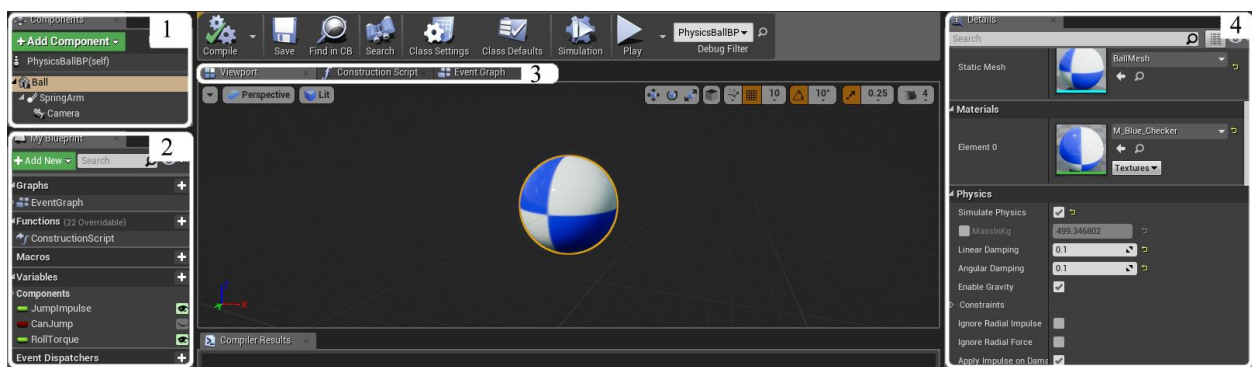 Components
1
+Add Component
PhysicsBallBP(self)
Ball
SpringArm
Camera
My Blueprint
2
+Add New
Search
Graphs
EventGraph
Functions (22 Overridable)
ConstructionScript
Macros
Variables
Components
JumpImpulse
CanJump
RollTorque
Event Dispatchers
Compile
Save
Find in CB
Search
Class Settings
Class Defaults
Simulation
Play
PhysicsBallBP
Debug Filter
Viewport
Construction Script
Event Graph
3
Perspective
Lit
10
10°
0.25
4
X
Compiler Results
Details
4
Search
Static Mesh
BallMesh
Materials
Element 0
M_Blue_Checker
Textures
Physics
Simulate Physics
MassInKg
499.346802
Linear Damping
0.1
Angular Damping
0.1
Enable Gravity
Constraints
Ignore Radial Impulse
Ignore Radial Force
Apply Impulse on Dama